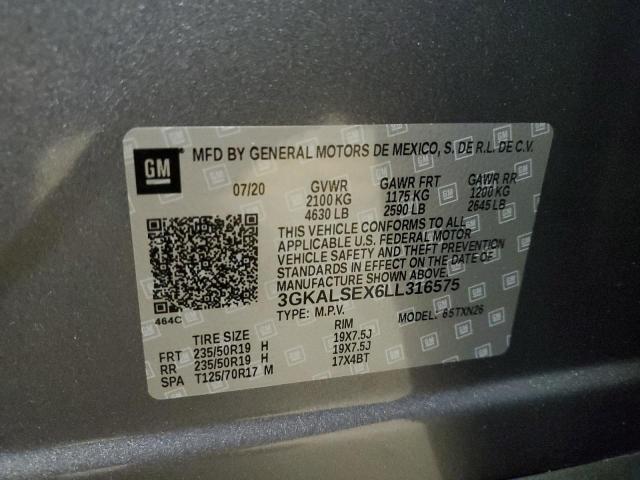 GM
MFD BY GENERAL MOTORS DE MEXICO, S. DE R.L. DE C.V.
07/20 GVWR GAWR FRT GAWR RR
2100 KG 1175 KG 1200 KG
4630 LB 2590 LB 2645 LB
THIS VEHICLE CONFORMS TO ALL
APPLICABLE U.S. FEDERAL MOTOR
VEHICLE SAFETY AND THEFT PREVENTION
STANDARDS IN EFFECT ON THE DATE OF
MANUFACTURE SHOWN ABOVE.
3GKALSEX6LL316575
464C TYPE: M.P.V. MODEL: 65TXN26
TIRE SIZE RIM
FRT 235/50R19 H 19X7.5J
RR 235/50R19 H 19X7.5J
SPA T125/70R17 M 17X4BT